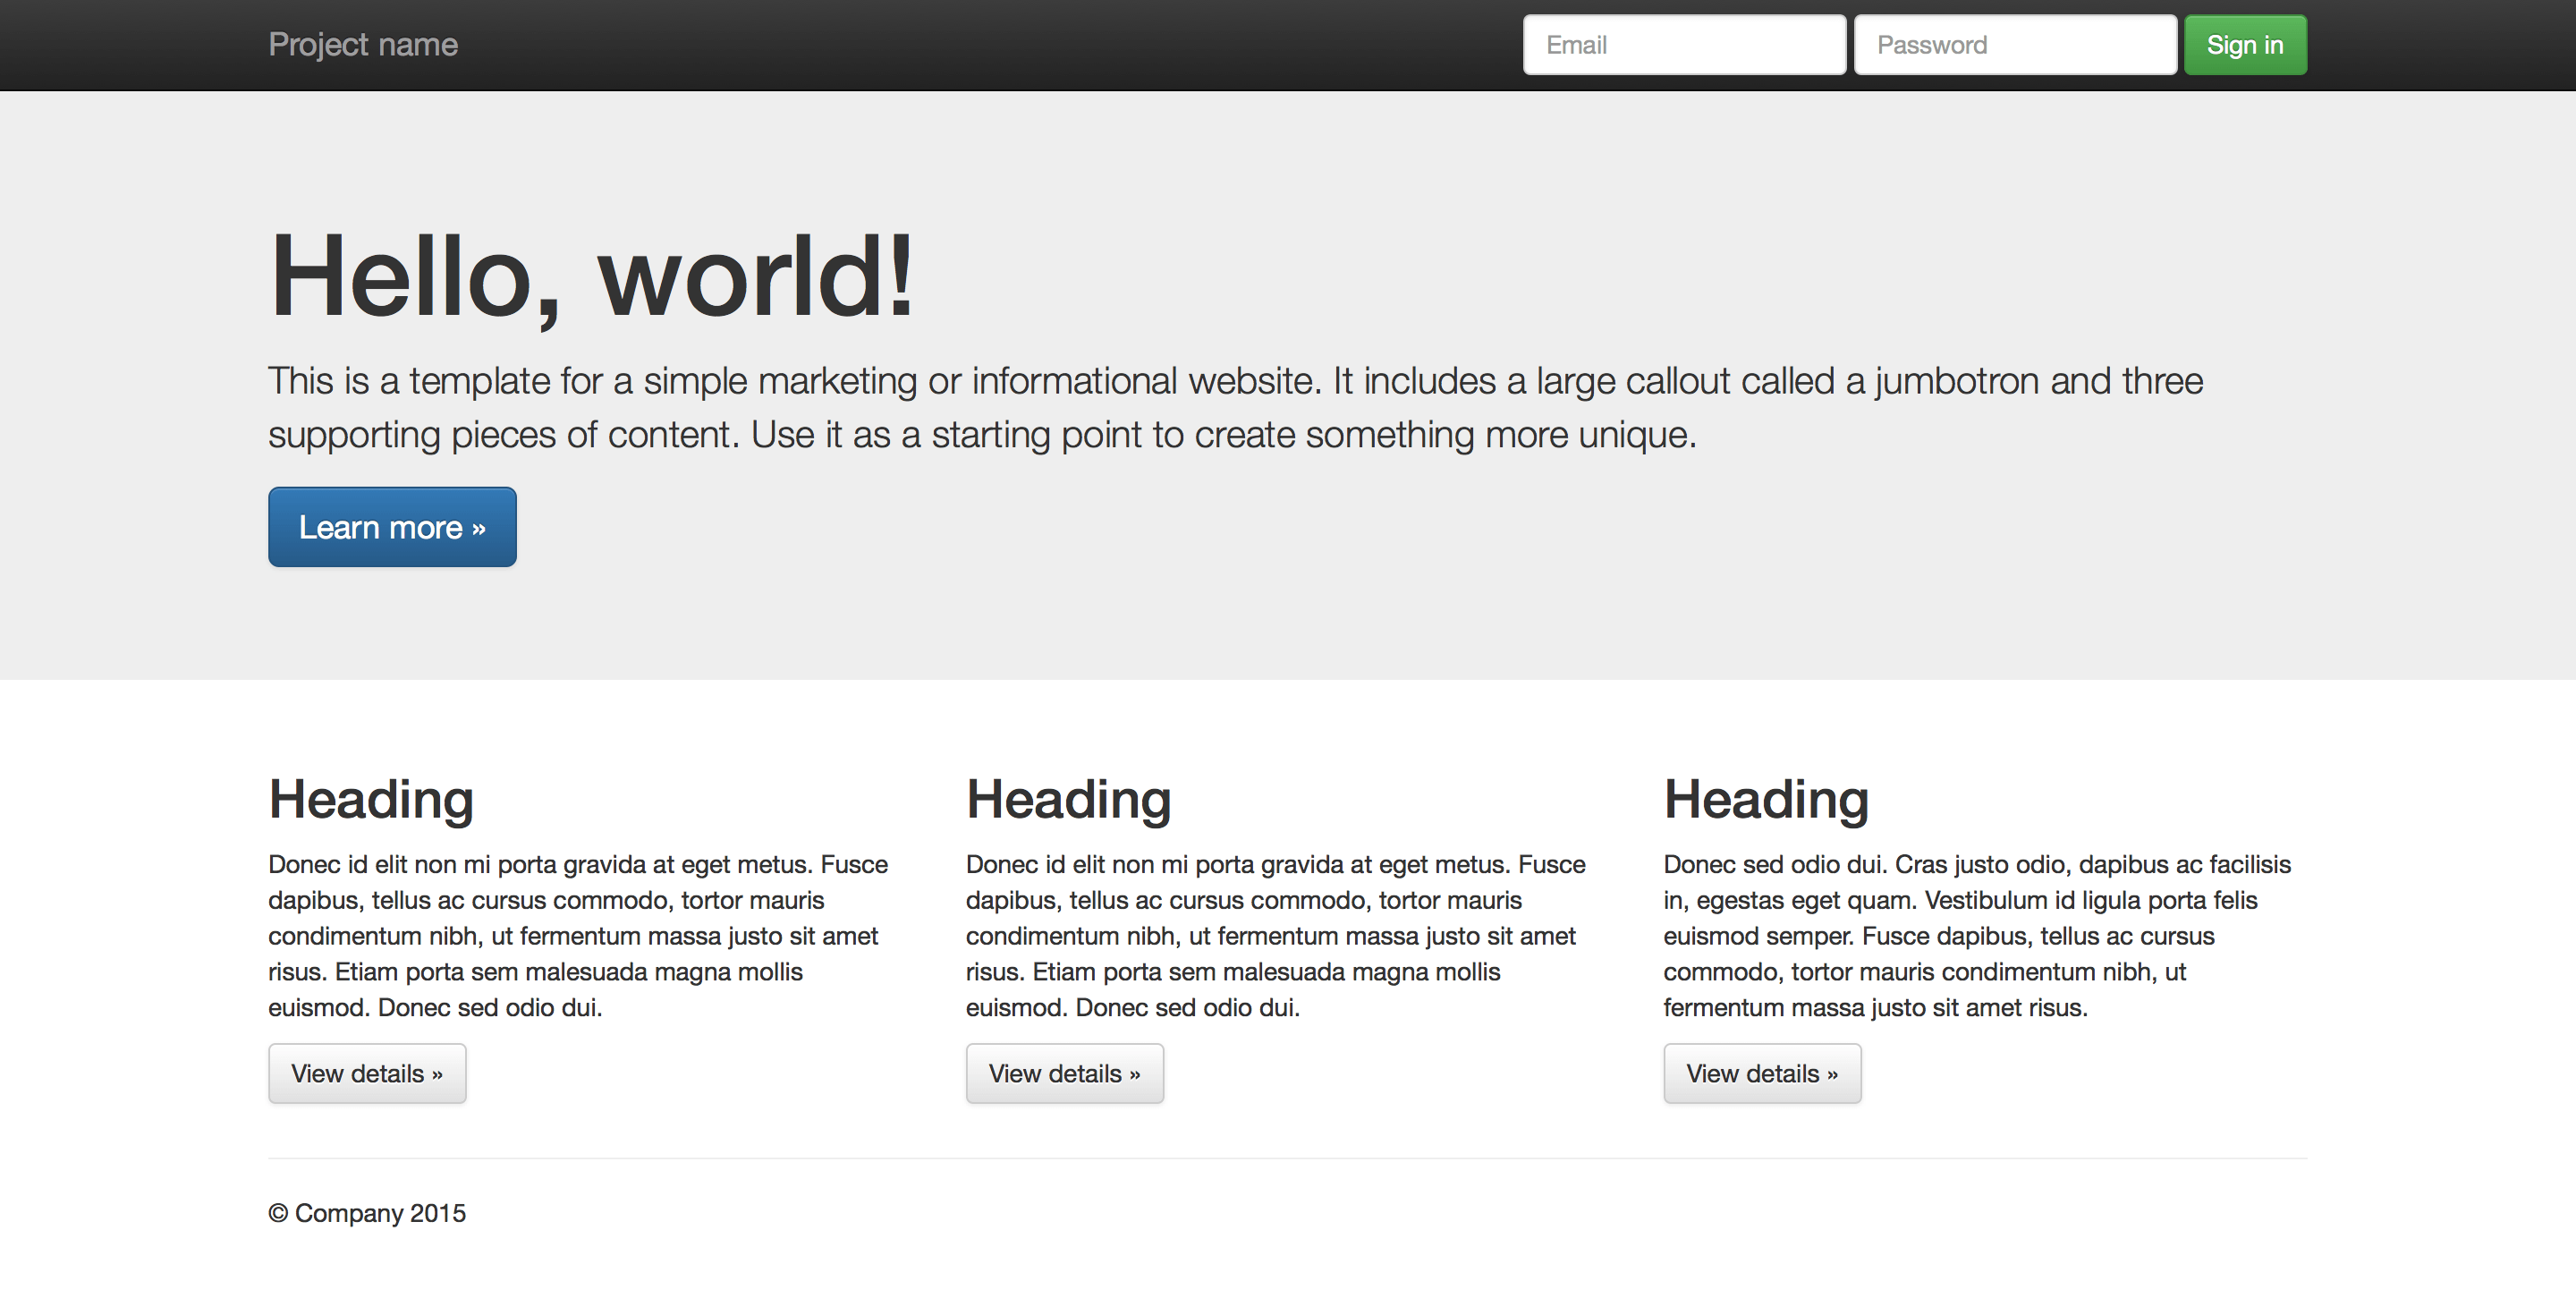 Project name
Email
Password
Sign in
Hello, world!
This is a template for a simple marketing or informational website. It includes a large callout called a jumbotron and three
supporting pieces of content. Use it as a starting point to create something more unique.
Learn more »
Heading
Donec id elit non mi porta gravida at eget metus. Fusce
dapibus, tellus ac cursus commodo, tortor mauris
condimentum nibh, ut fermentum massa justo sit amet
risus. Etiam porta sem malesuada magna mollis
euismod. Donec sed odio dui.
View details »
Heading
Donec id elit non mi porta gravida at eget metus. Fusce
dapibus, tellus ac cursus commodo, tortor mauris
condimentum nibh, ut fermentum massa justo sit amet
risus. Etiam porta sem malesuada magna mollis
euismod. Donec sed odio dui.
View details »
Heading
Donec sed odio dui. Cras justo odio, dapibus ac facilisis
in, egestas eget quam. Vestibulum id ligula porta felis
euismod semper. Fusce dapibus, tellus ac cursus
commodo, tortor mauris condimentum nibh, ut
fermentum massa justo sit amet risus.
View details »
© Company 2015